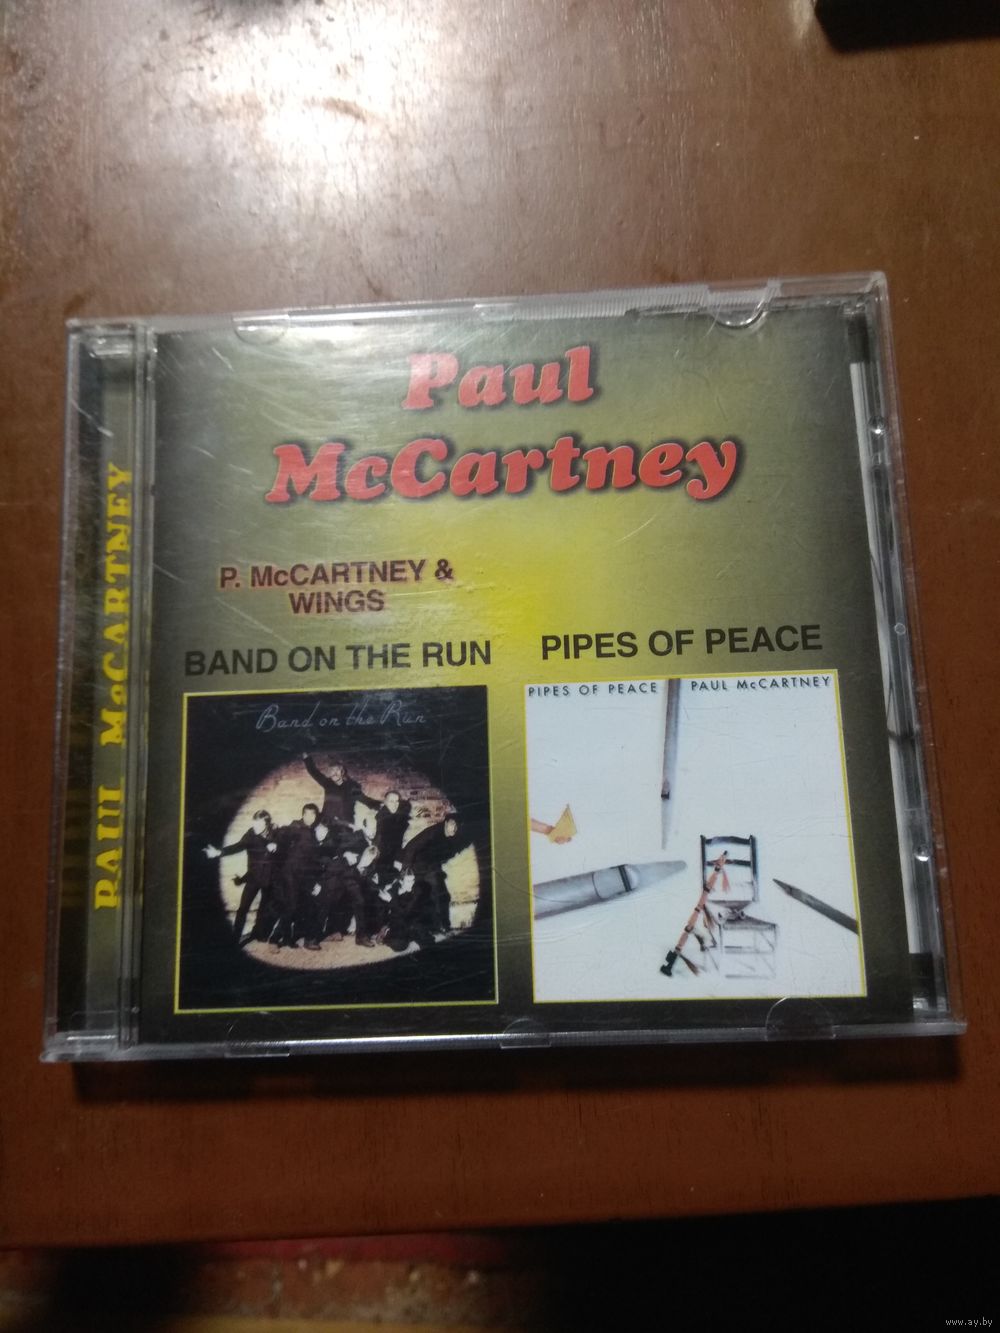 Paul
McCartney
PAUL McCARTNEY
P. McCARTNEY &
WINGS
BAND ON THE RUN
PIPES OF PEACE
Band on the Run
PIPES OF PEACE PAUL McCARTNEY
www.ay.by